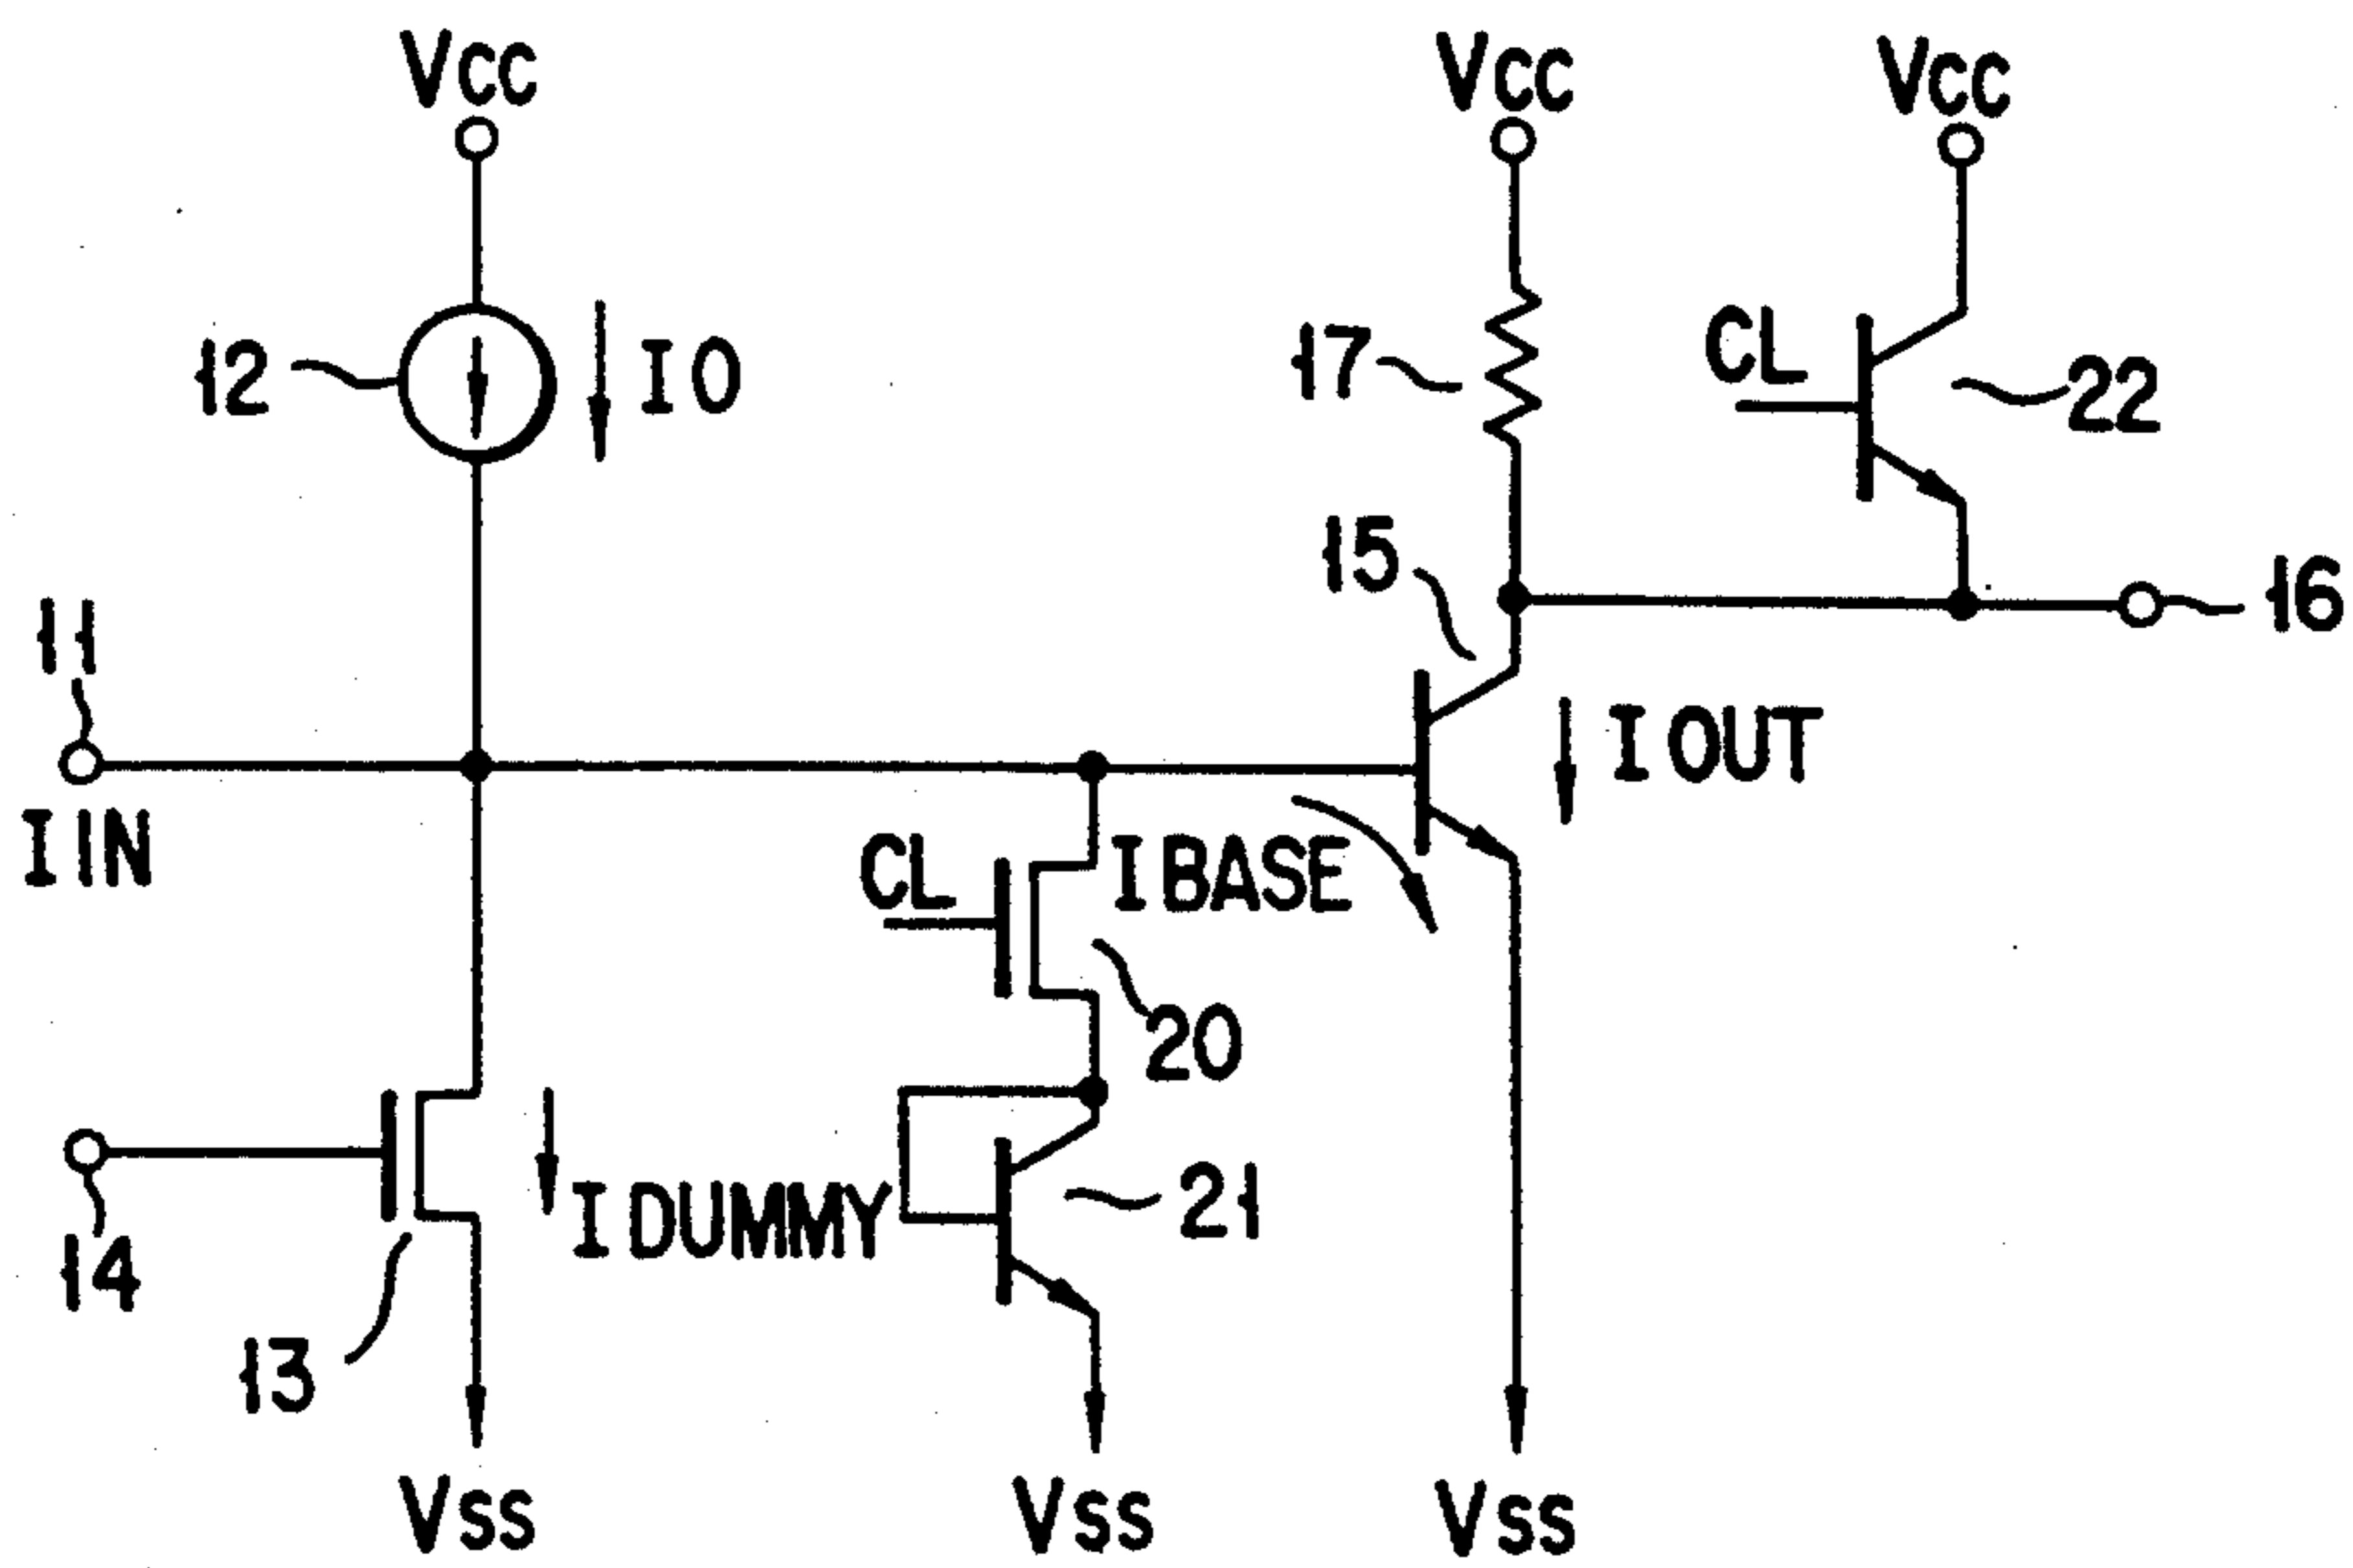 VCC
VCC
VCC
12
IO
17
CL
22
15
16
11
IIN
IOUT
CL
IBASE
20
14
IDUMMY
21
13
VSS
VSS
VSS